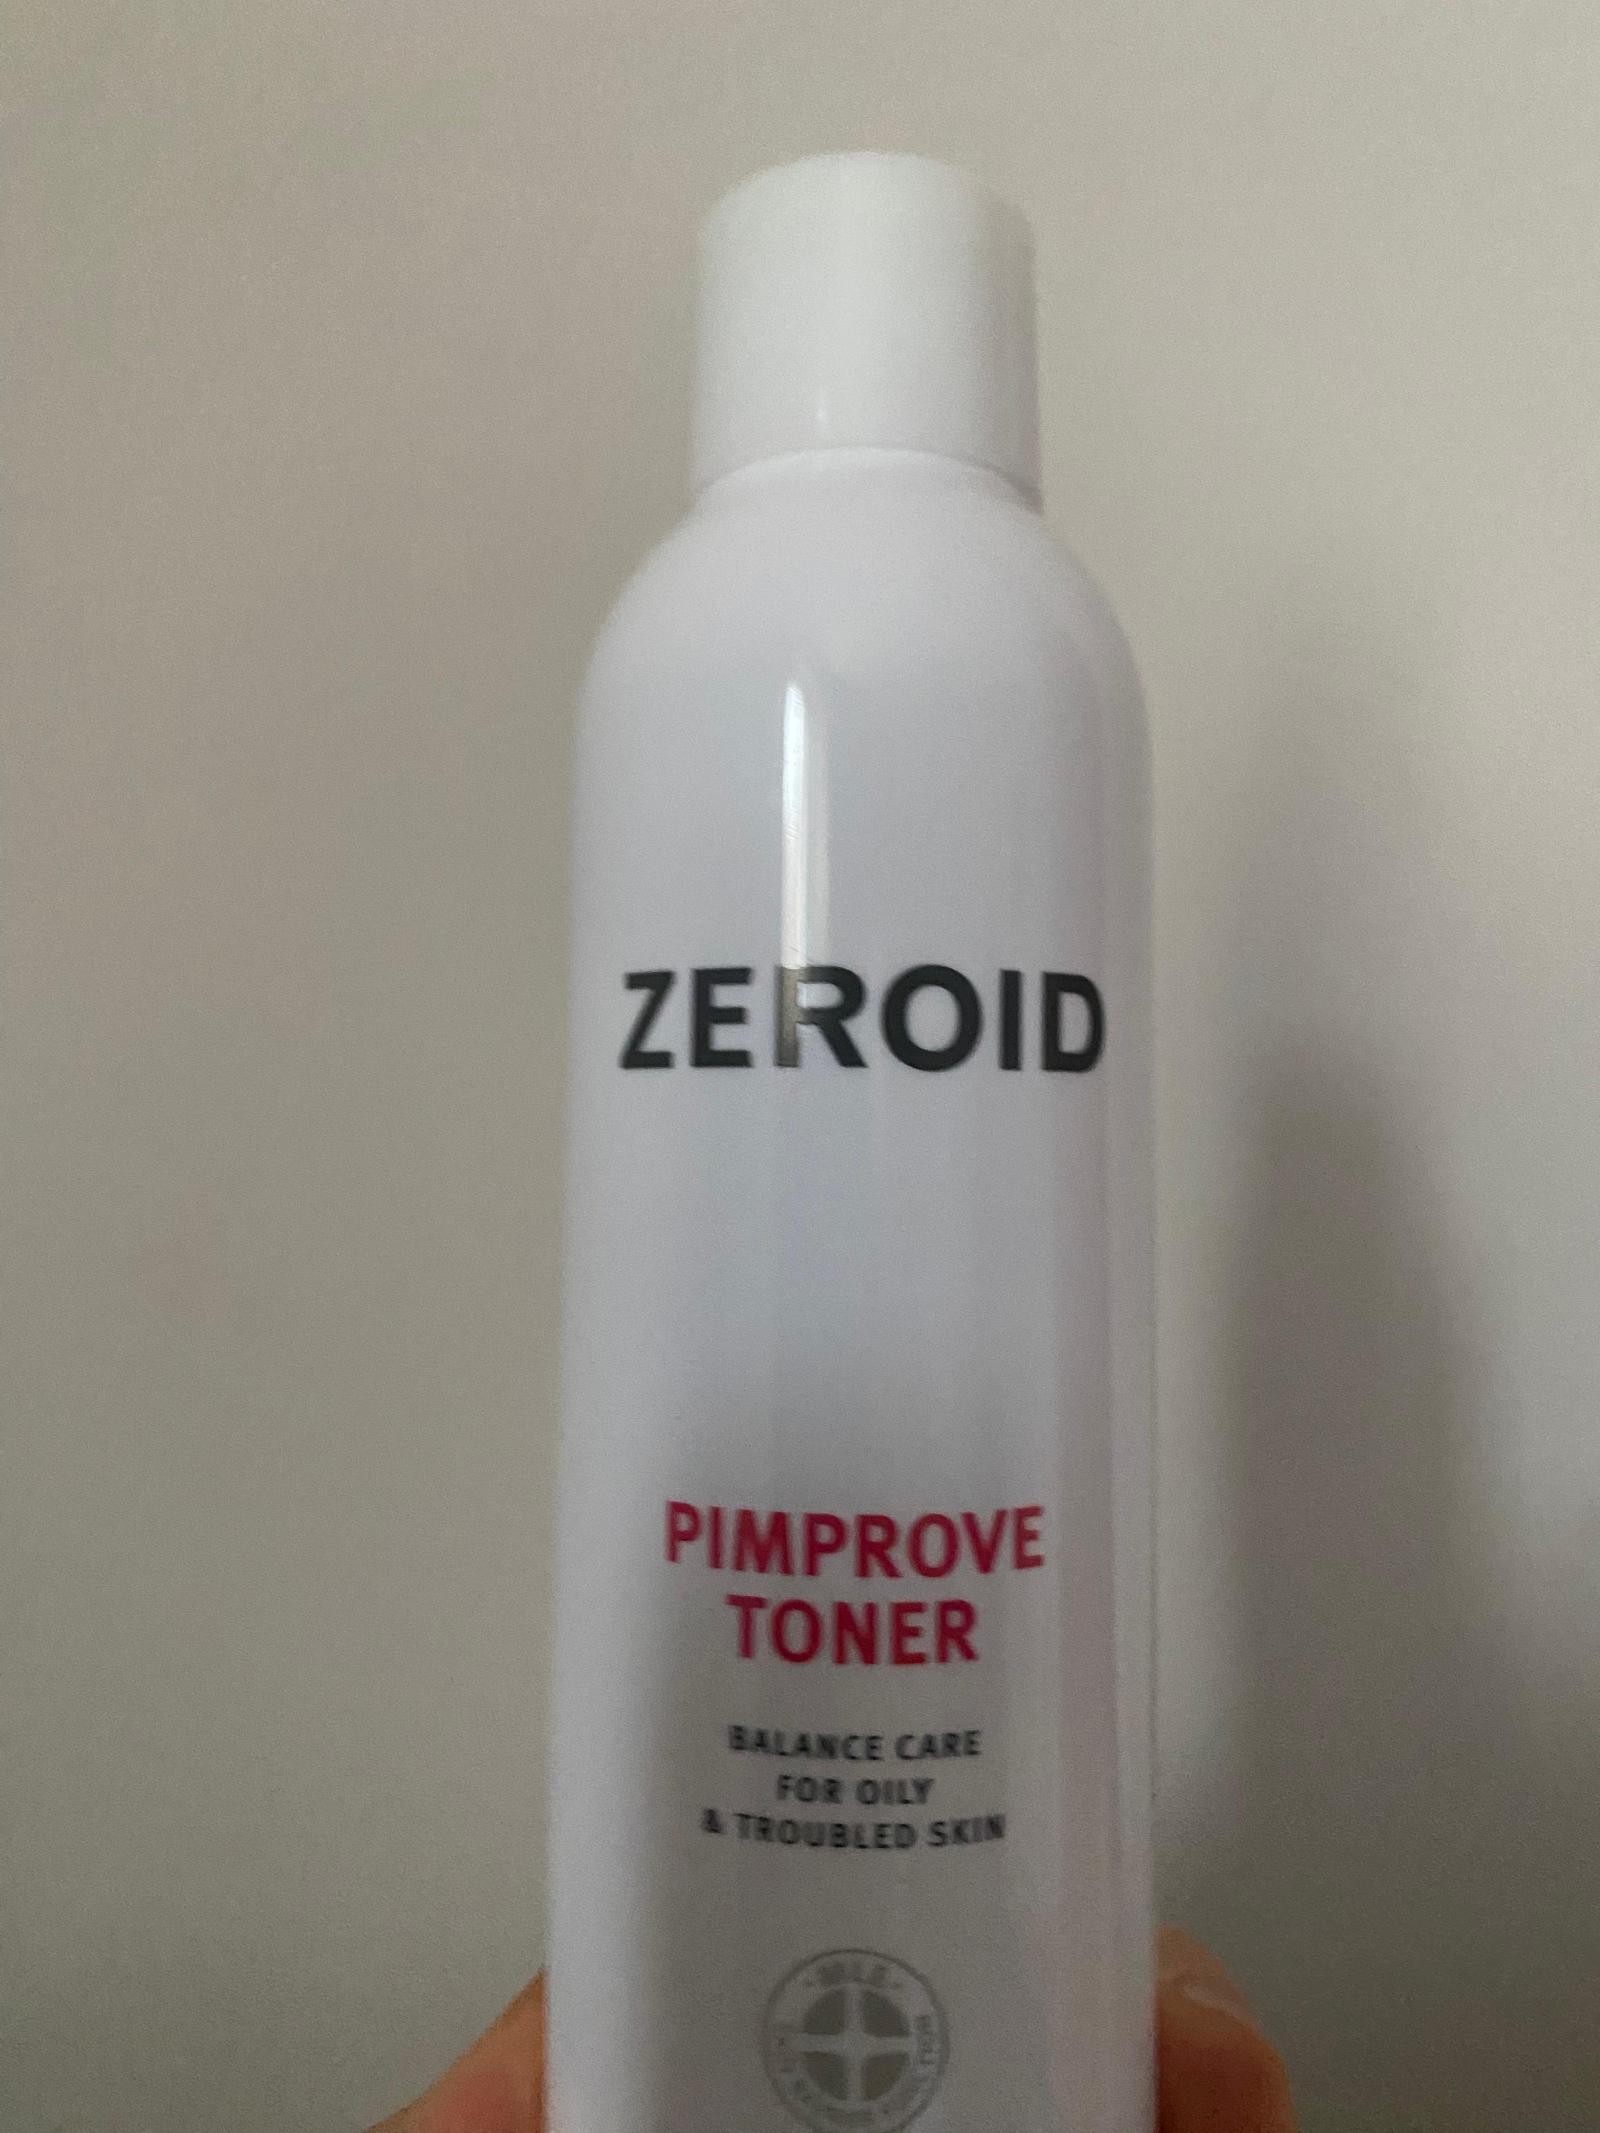 ZEROID
PIMPROVE
TONER
BALANCE CARE
FOR OILY
& TROUBLED SKIN